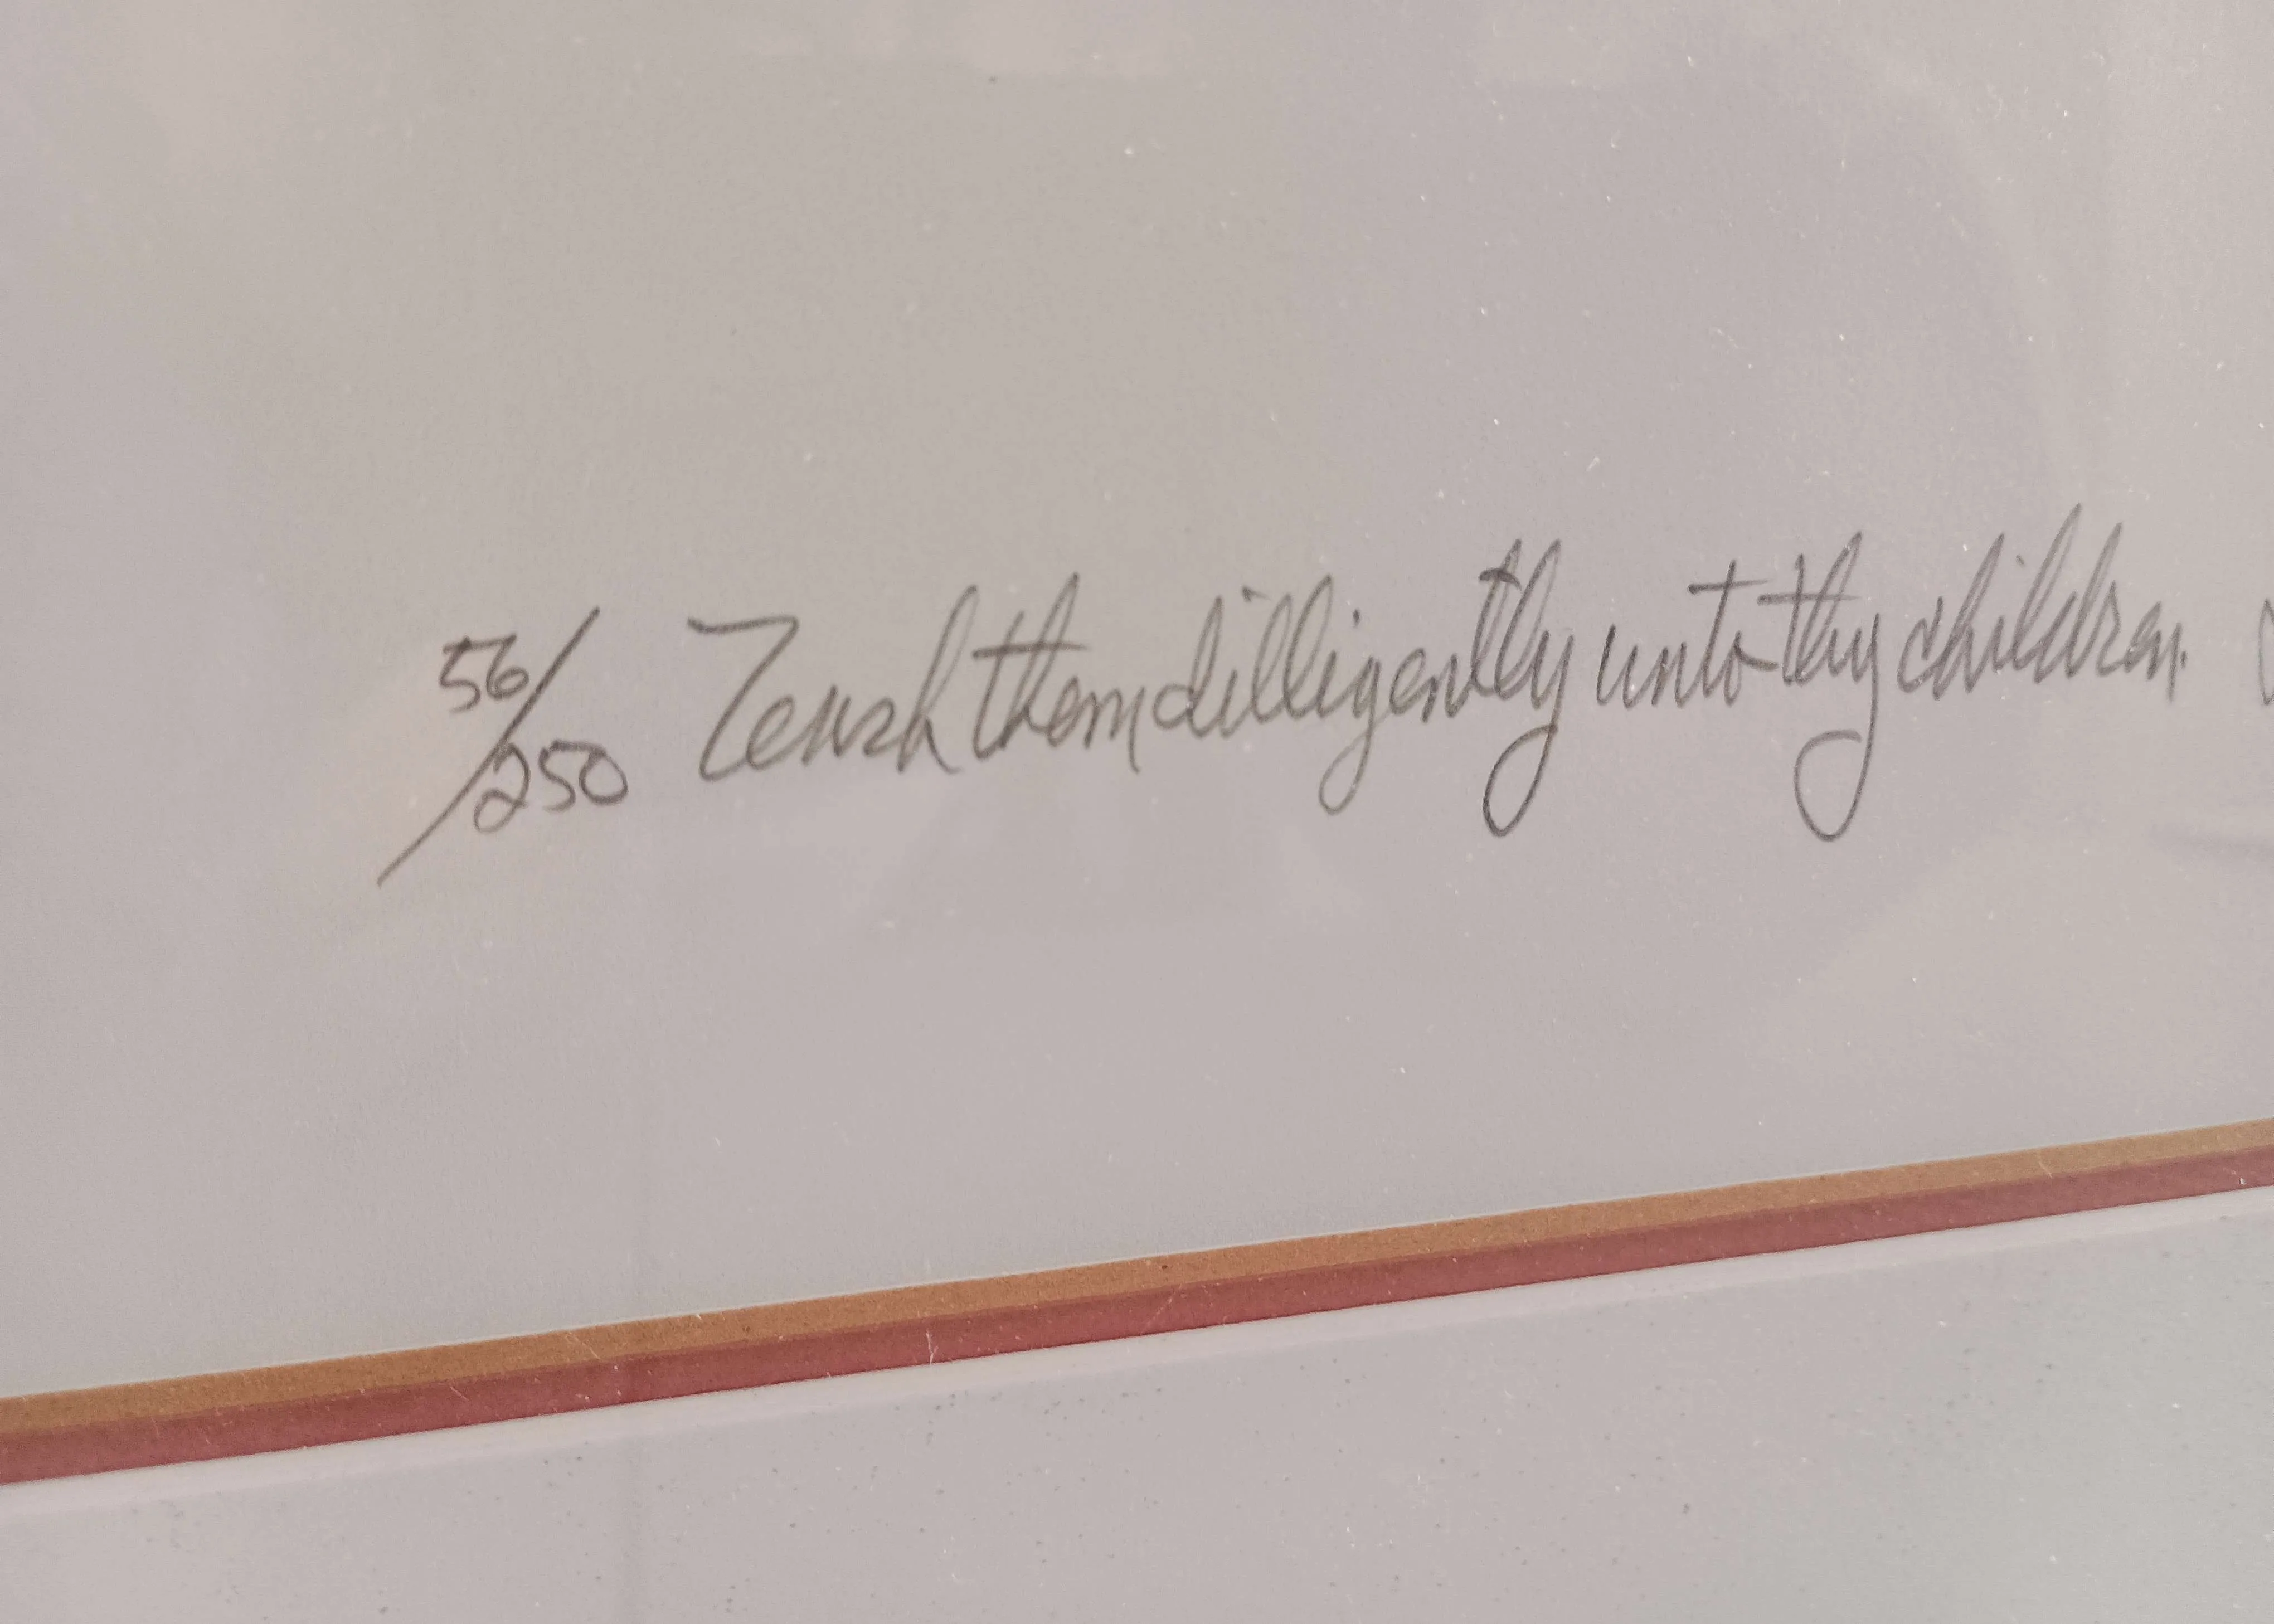 56/250 Teach them dilligently unto thy children.